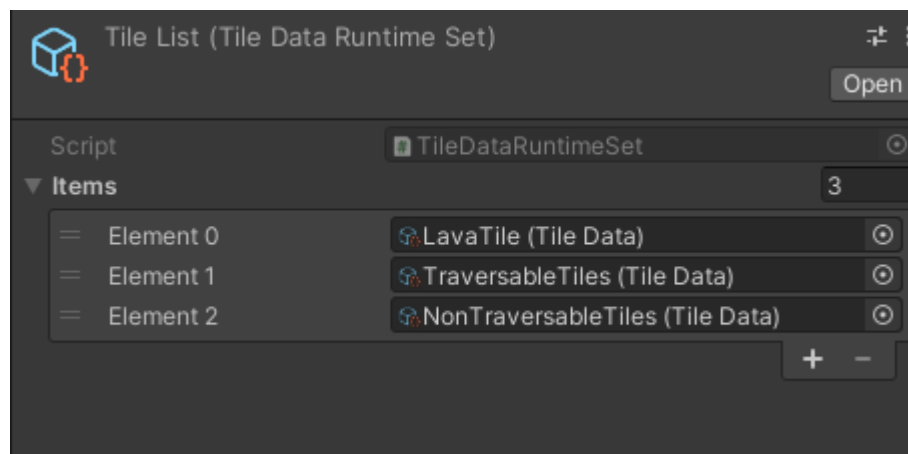 Tile List (Tile Data Runtime Set)
Open
Script TileDataRuntimeSet
Items 3
Element 0 LavaTile (Tile Data)
Element 1 TraversableTiles (Tile Data)
Element 2 NonTraversableTiles (Tile Data)